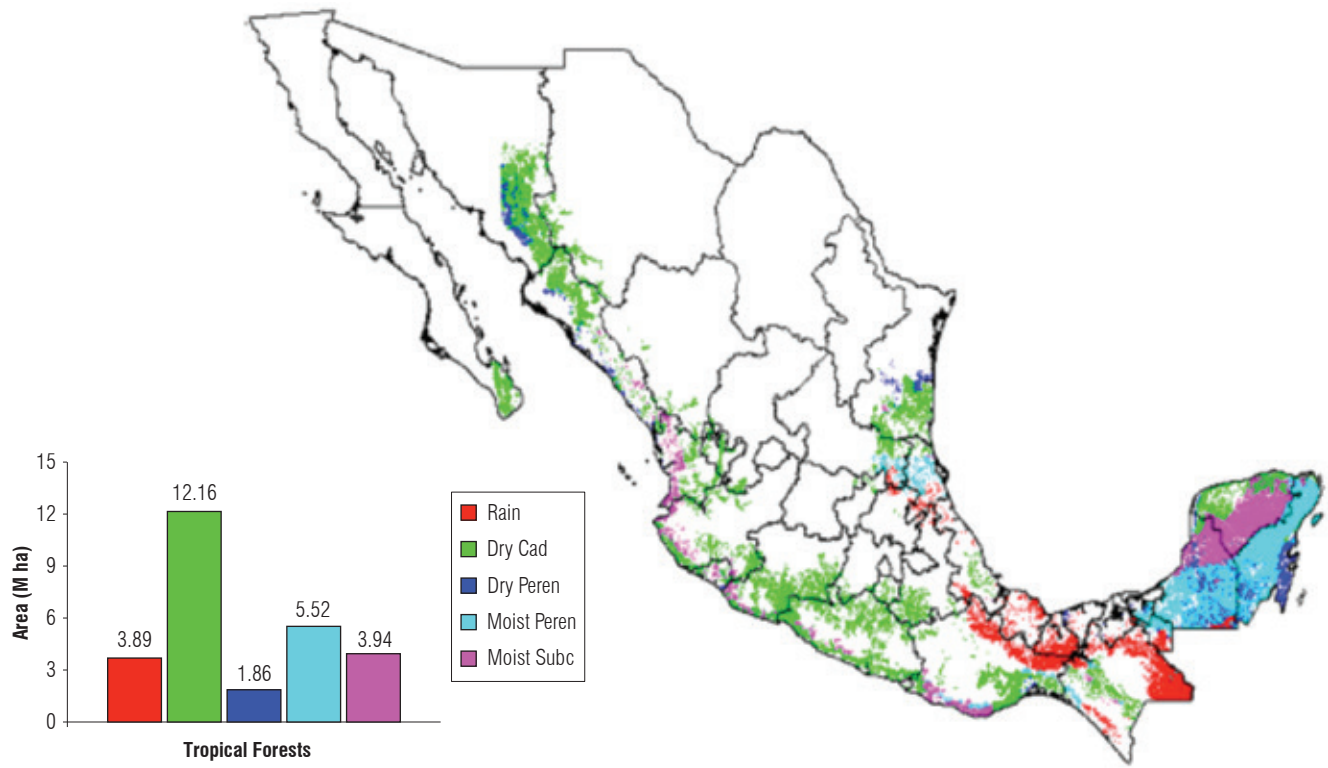 15
12
9
6
3
0
Area (M ha)
3.89
12.16
1.86
5.52
3.94
Tropical Forests
Rain
Dry Cad
Dry Peren
Moist Peren
Moist Subc